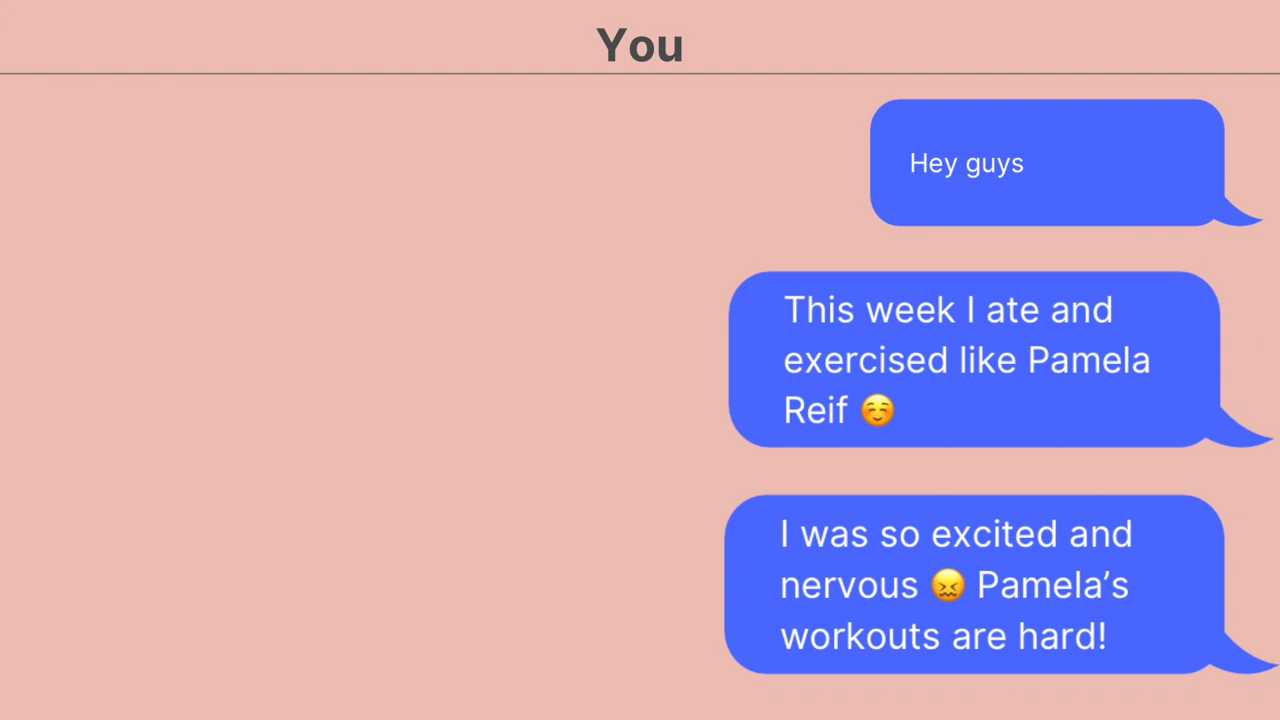 You
Hey guys
This week I ate and
exercised like Pamela
Reif ☺️
I was so excited and
nervous 😖 Pamela’s
workouts are hard!